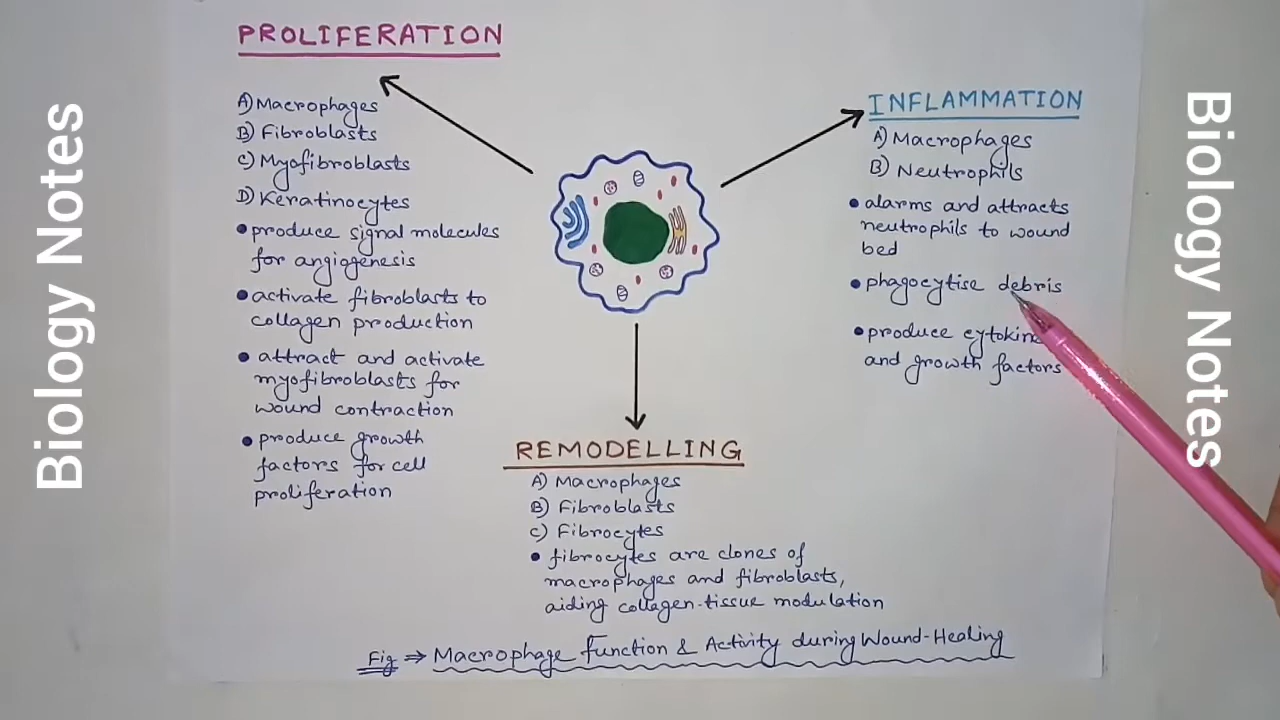 Biology Notes
PROLIFERATION
A) Macrophages
B) Fibroblasts
C) Myofibroblasts
D) Keratinocytes
• produce signal molecules
for angiogenesis
• activate fibroblasts to
collagen production
• attract and activate
myofibroblasts for
wound contraction
• produce growth
factors for cell
proliferation
INFLAMMATION
A) Macrophages
B) Neutrophils
• alarms and attracts
neutrophils to wound
bed
• phagocytise debris
• produce
and growth factors
REMODELLING
A) Macrophages
B) Fibroblasts
C) Fibrocytes
• fibrocytes are clones of
macrophages and fibroblasts,
aiding collagen-tissue modulation
Fig ⇒ Macrophage function & Activity during Wound-Healing
Biology Notes